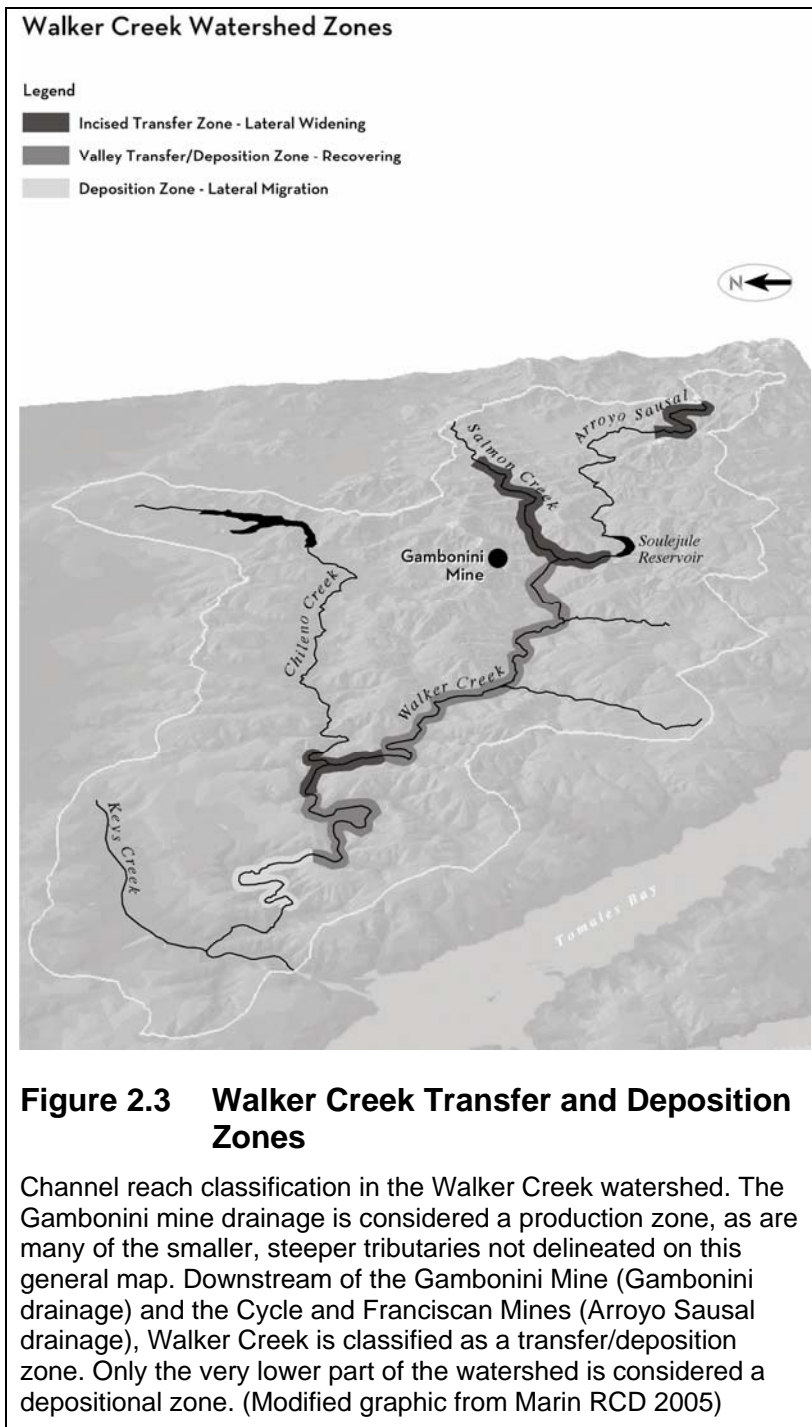 Walker Creek Watershed Zones
Legend
Incised Transfer Zone - Lateral Widening
Valley Transfer/Deposition Zone - Recovering
Deposition Zone - Lateral Migration
N
Arroyo Sausal
Salmon Creek
Soulejule
Reservoir
Gambonini
Mine
Chileno Creek
Walker Creek
Keys Creek
Tomales Bay
Figure 2.3 Walker Creek Transfer and Deposition
Zones
Channel reach classification in the Walker Creek watershed. The
Gambonini mine drainage is considered a production zone, as are
many of the smaller, steeper tributaries not delineated on this
general map. Downstream of the Gambonini Mine (Gambonini
drainage) and the Cycle and Franciscan Mines (Arroyo Sausal
drainage), Walker Creek is classified as a transfer/deposition
zone. Only the very lower part of the watershed is considered a
depositional zone. (Modified graphic from Marin RCD 2005)